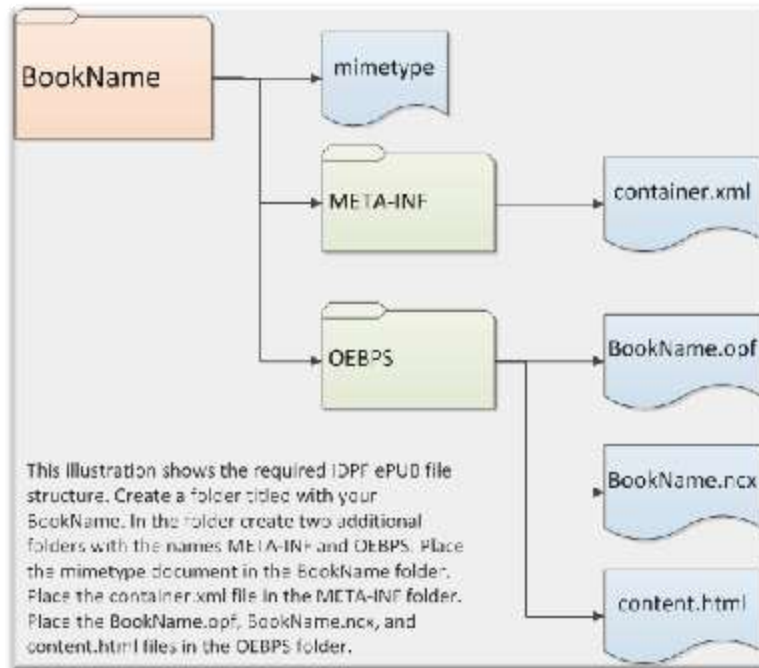 BookName
mimetype
META-INF
container.xml
OEBPS
BookName.opf
BookName.ncx
content.html
This illustration shows the required IDPF ePUB file
structure. Create a folder titled with your
BookName. In the folder create two additional
folders with the names META-INF and OEBPS. Place
the mimetype document in the BookName folder.
Place the container.xml file in the META-INF folder.
Place the BookName.opf, BookName.ncx, and
content.html files in the OEBPS folder.